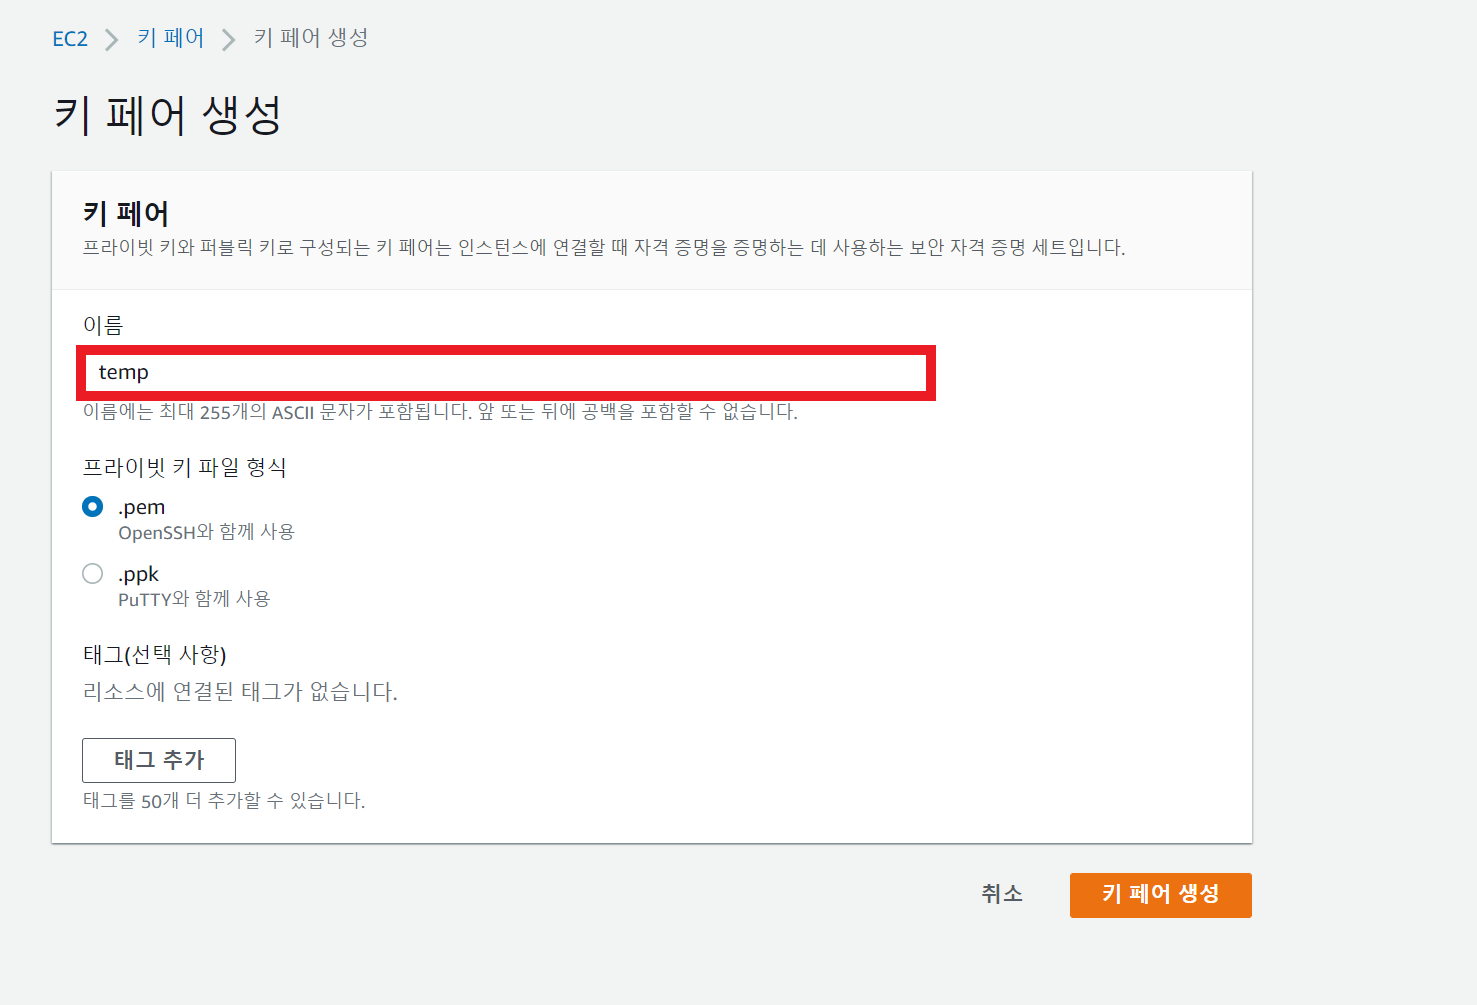 EC2 > 키 페어 > 키 페어 생성
키 페어 생성
키 페어
프라이빗 키와 퍼블릭 키로 구성되는 키 페어는 인스턴스에 연결할 때 자격 증명을 증명하는 데 사용하는 보안 자격 증명 세트입니다.
이름
temp
이름에는 최대 255개의 ASCII 문자가 포함됩니다. 앞 또는 뒤에 공백을 포함할 수 없습니다.
프라이빗 키 파일 형식
.pem
OpenSSH와 함께 사용
.ppk
PuTTY와 함께 사용
태그(선택 사항)
리소스에 연결된 태그가 없습니다.
태그 추가
태그를 50개 더 추가할 수 있습니다.
취소 키 페어 생성